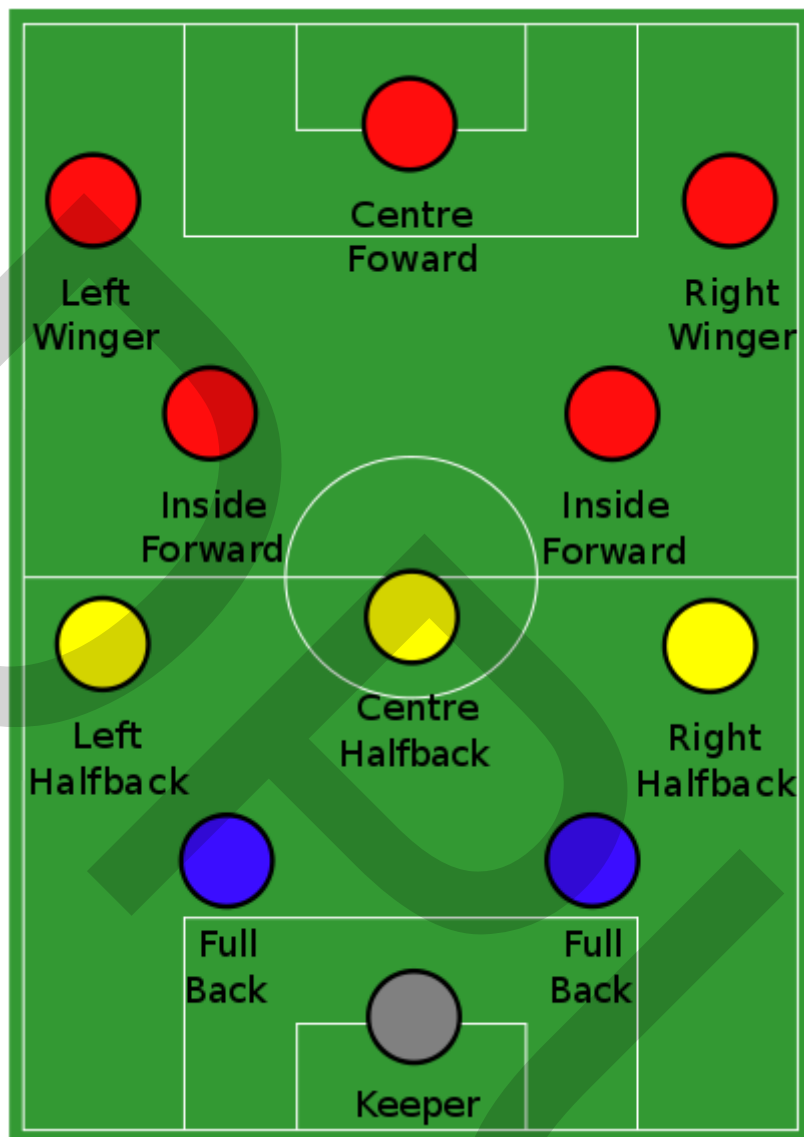 Centre
Foward
Left
Winger
Right
Winger
Inside
Forward
Inside
Forward
Centre
Halfback
Left
Halfback
Right
Halfback
Full
Back
Full
Back
Keeper